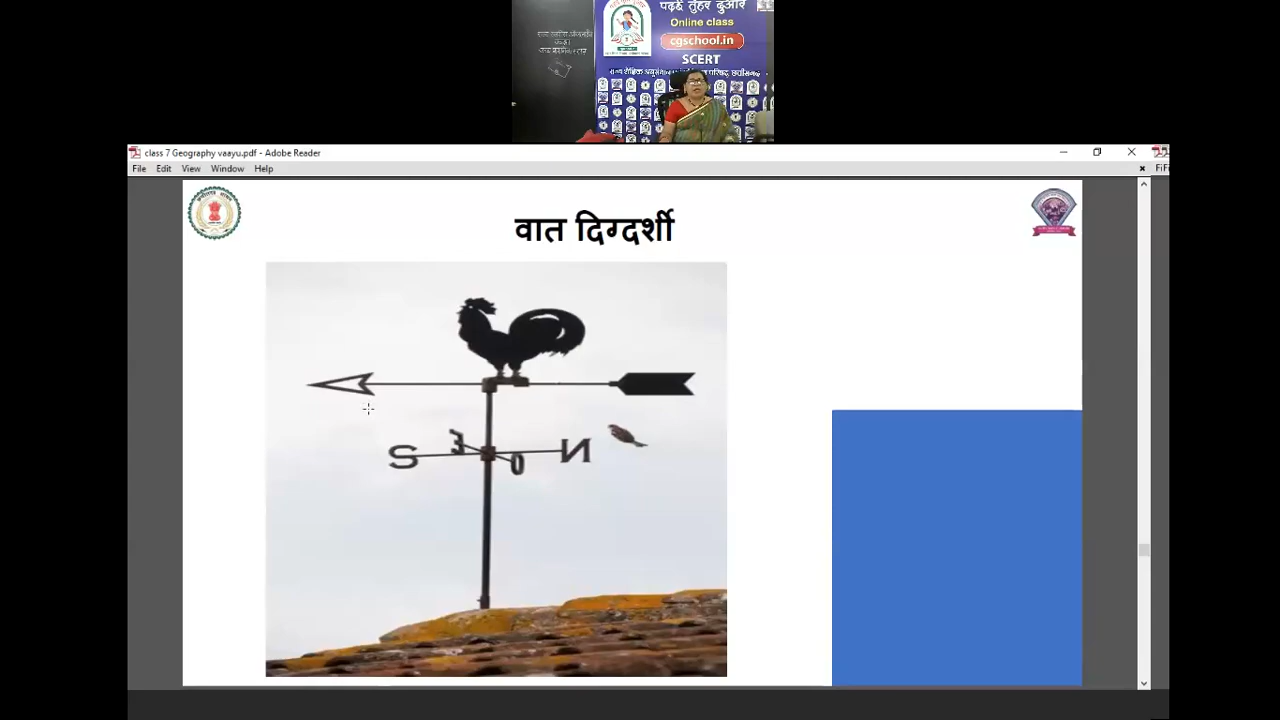 पढ़ई तुंहर दुआर
Online class
cgschool.in
SCERT
class 7 Geography vaayu.pdf - Adobe Reader
File Edit View Window Help
वात दिग्दर्शी
S E O N